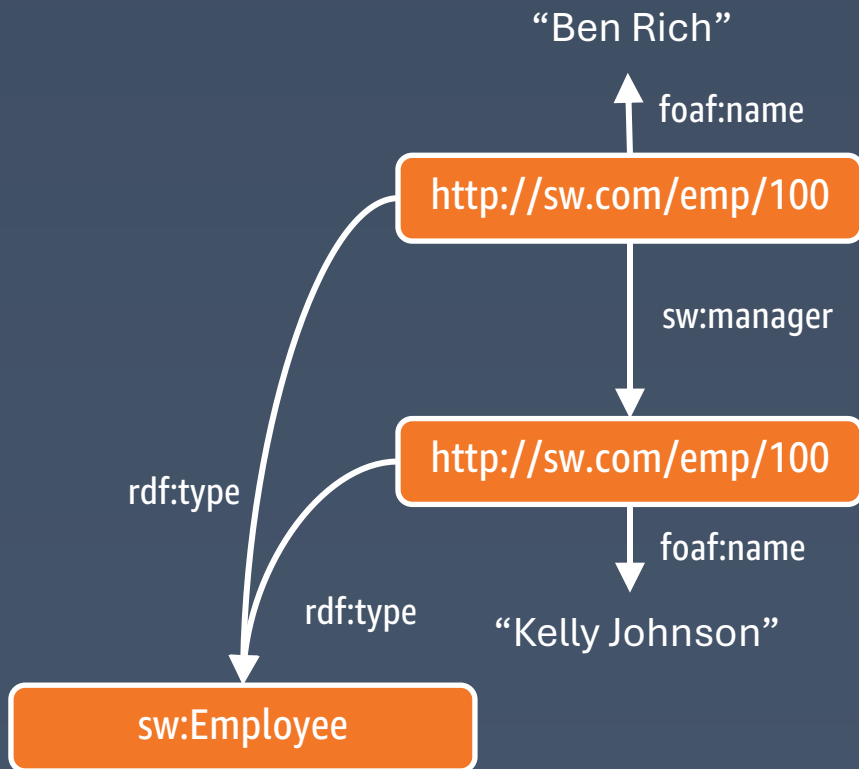 “Ben Rich”
foaf:name
http://sw.com/emp/100
sw:manager
http://sw.com/emp/100
rdf:type
foaf:name
rdf:type
“Kelly Johnson”
sw:Employee